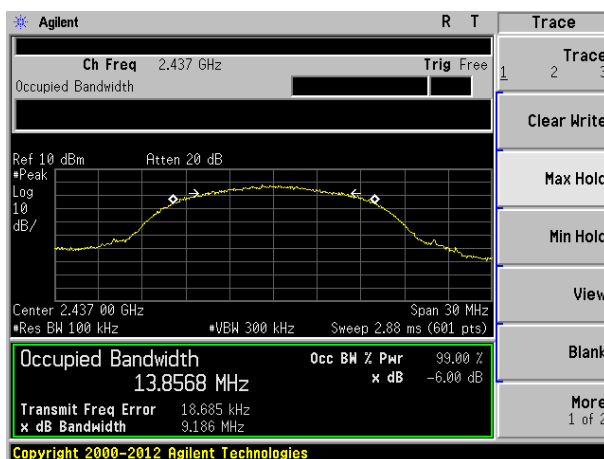 Agilent R T Trace
Ch Freq 2.437 GHz Trig Free
Occupied Bandwidth
Trace
1 2 3
Clear Write
Max Hold
Min Hold
View
Blank
More
1 of 2
Ref 10 dBm Atten 20 dB
#Peak
Log
10
dB/
Center 2.437 00 GHz Span 30 MHz
#Res BW 100 kHz #VBW 300 kHz Sweep 2.88 ms (601 pts)
Occupied Bandwidth Occ BW % Pwr 99.00 %
13.8568 MHz x dB -6.00 dB
Transmit Freq Error 18.685 kHz
x dB Bandwidth 9.186 MHz
Copyright 2000-2012 Agilent Technologies